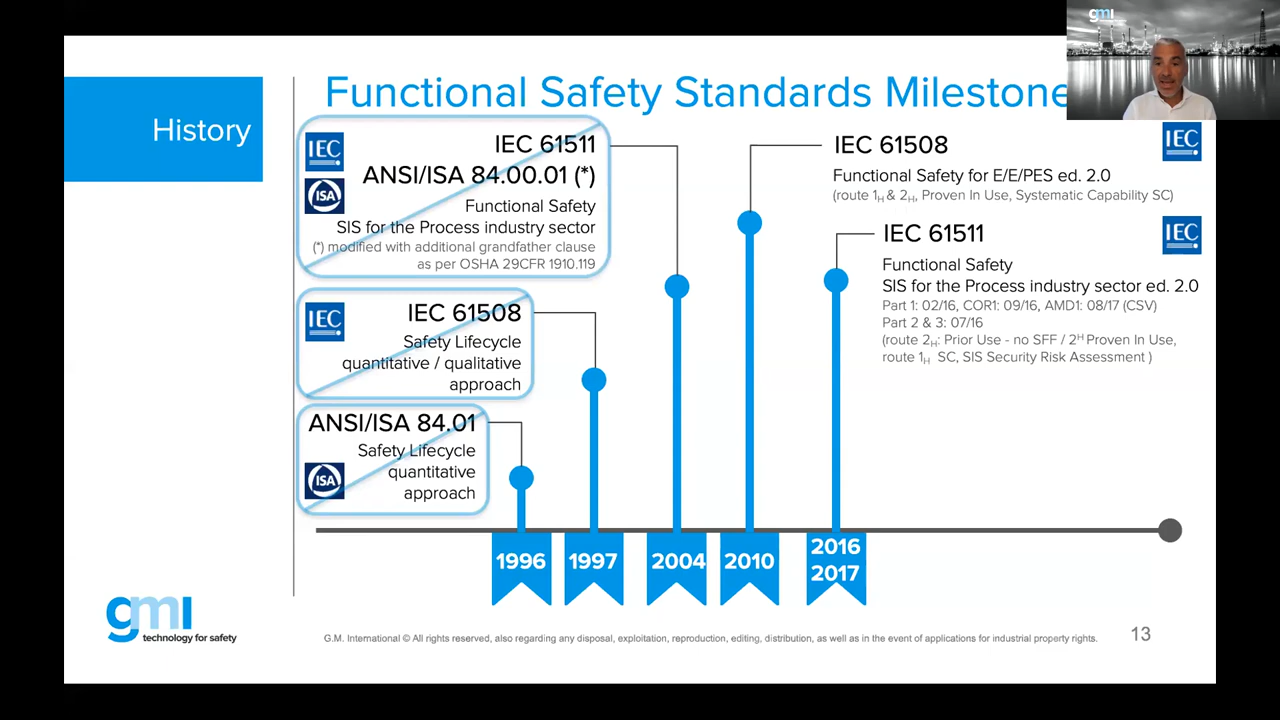 gmi
History
Functional Safety Standards Milestone
IEC
ISA
IEC 61511
ANSI/ISA 84.00.01 (*)
Functional Safety
SIS for the Process industry sector
(*) modified with additional grandfather clause
as per OSHA 29CFR 1910.119
IEC
IEC 61508
Safety Lifecycle
quantitative / qualitative
approach
ANSI/ISA 84.01
Safety Lifecycle
quantitative
approach
ISA
IEC 61508
IEC
Functional Safety for E/E/PES ed. 2.0
(route 1H & 2H, Proven In Use, Systematic Capability SC)
IEC 61511
IEC
Functional Safety
SIS for the Process industry sector ed. 2.0
Part 1: 02/16, COR1: 09/16, AMD1: 08/17 (CSV)
Part 2 & 3: 07/16
(route 2H: Prior Use - no SFF / 2H Proven In Use,
route 1H SC, SIS Security Risk Assessment )
1996
1997
2004
2010
2016
2017
gmi
technology for safety
G.M. International © All rights reserved, also regarding any disposal, exploitation, reproduction, editing, distribution, as well as in the event of applications for industrial property rights.
13